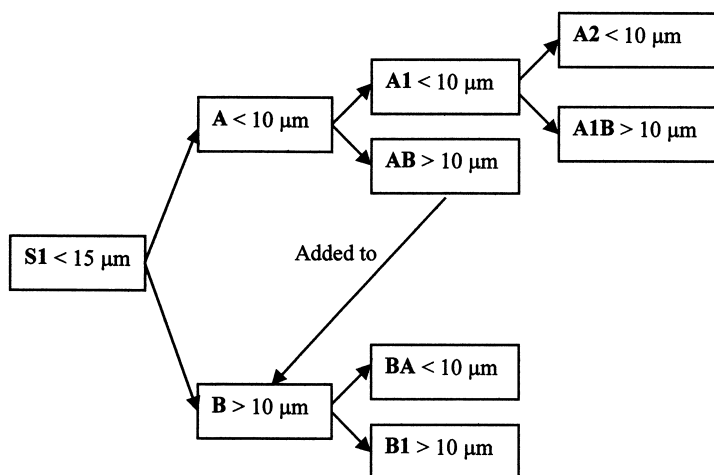 A2 < 10 μm
A1 < 10 μm
A < 10 μm
A1B > 10 μm
AB > 10 μm
S1 < 15 μm
Added to
BA < 10 μm
B > 10 μm
B1 > 10 μm